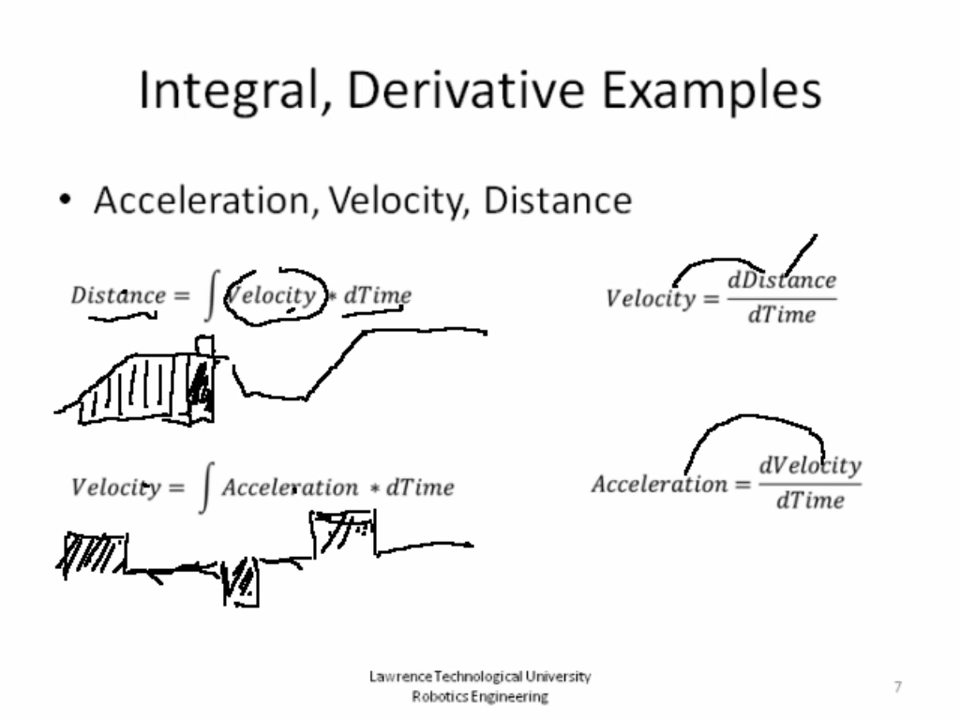 Integral, Derivative Examples
• Acceleration, Velocity, Distance
Distance = ∫ Velocity * dTime
Velocity = dDistance
dTime
Velocity = ∫ Acceleration * dTime
Acceleration = dVelocity
dTime
Lawrence Technological University
Robotics Engineering
7